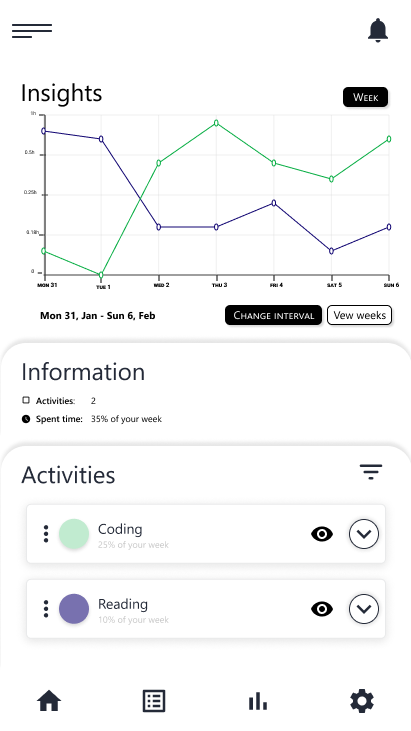 Insights
Week
1h
0.5h
0.25h
0.16h
0
Mon 31
Tue 1
Wed 2
Thu 3
Fri 4
Sat 5
Sun 6
Mon 31, Jan - Sun 6, Feb
Change interval
Vew weeks
Information
Activities: 2
Spent time: 35% of your week
Activities
Coding
25% of your week
Reading
10% of your week